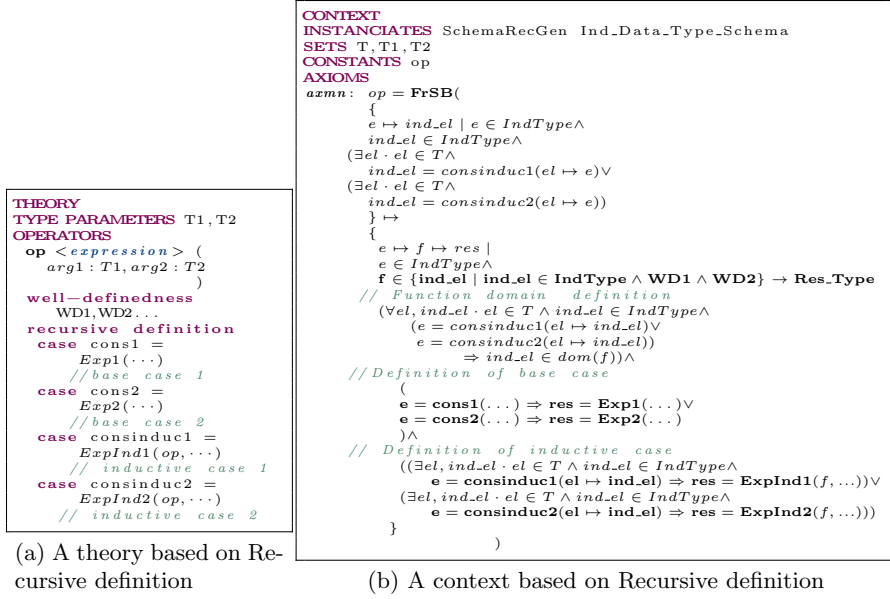 THEORY
TYPE PARAMETERS T1,T2
OPERATORS
op <expression> (
arg1 : T1, arg2 : T2
)
well−definedness
WD1,WD2...
recursive definition
case cons1 =
Exp1(···)
//base case 1
case cons2 =
Exp2(···)
//base case 2
case consinduc1 =
ExpInd1(op,···)
// inductive case 1
case consinduc2 =
ExpInd2(op,···)
// inductive case 2
(a) A theory based on Re-
cursive definition
CONTEXT
INSTANCIATES SchemaRecGen Ind_Data_Type_Schema
SETS T,T1,T2
CONSTANTS op
AXIOMS
axmn: op = FrSB(
{
e ↦ ind_el | e ∈ IndType∧
ind_el ∈ IndType∧
(∃el · el ∈ T∧
ind_el = consinduc1(el ↦ e)∨
(∃el · el ∈ T∧
ind_el = consinduc2(el ↦ e))
} ↦
{
e ↦ f ↦ res |
e ∈ IndType∧
f ∈ {ind_el | ind_el ∈ IndType ∧ WD1 ∧ WD2} → Res_Type
// Function domain definition
(∀el, ind_el · el ∈ T ∧ ind_el ∈ IndType∧
(e = consinduc1(el ↦ ind_el)∨
e = consinduc2(el ↦ ind_el))
⇒ ind_el ∈ dom(f))∧
//Definition of base case
(
e = cons1(...) ⇒ res = Exp1(...)∨
e = cons2(...) ⇒ res = Exp2(...)
)∧
// Definition of inductive case
((∃el, ind_el · el ∈ T ∧ ind_el ∈ IndType∧
e = consinduc1(el ↦ ind_el) ⇒ res = ExpInd1(f, ...))∨
(∃el, ind_el · el ∈ T ∧ ind_el ∈ IndType∧
e = consinduc2(el ↦ ind_el) ⇒ res = ExpInd2(f, ...)))
}
)
(b) A context based on Recursive definition